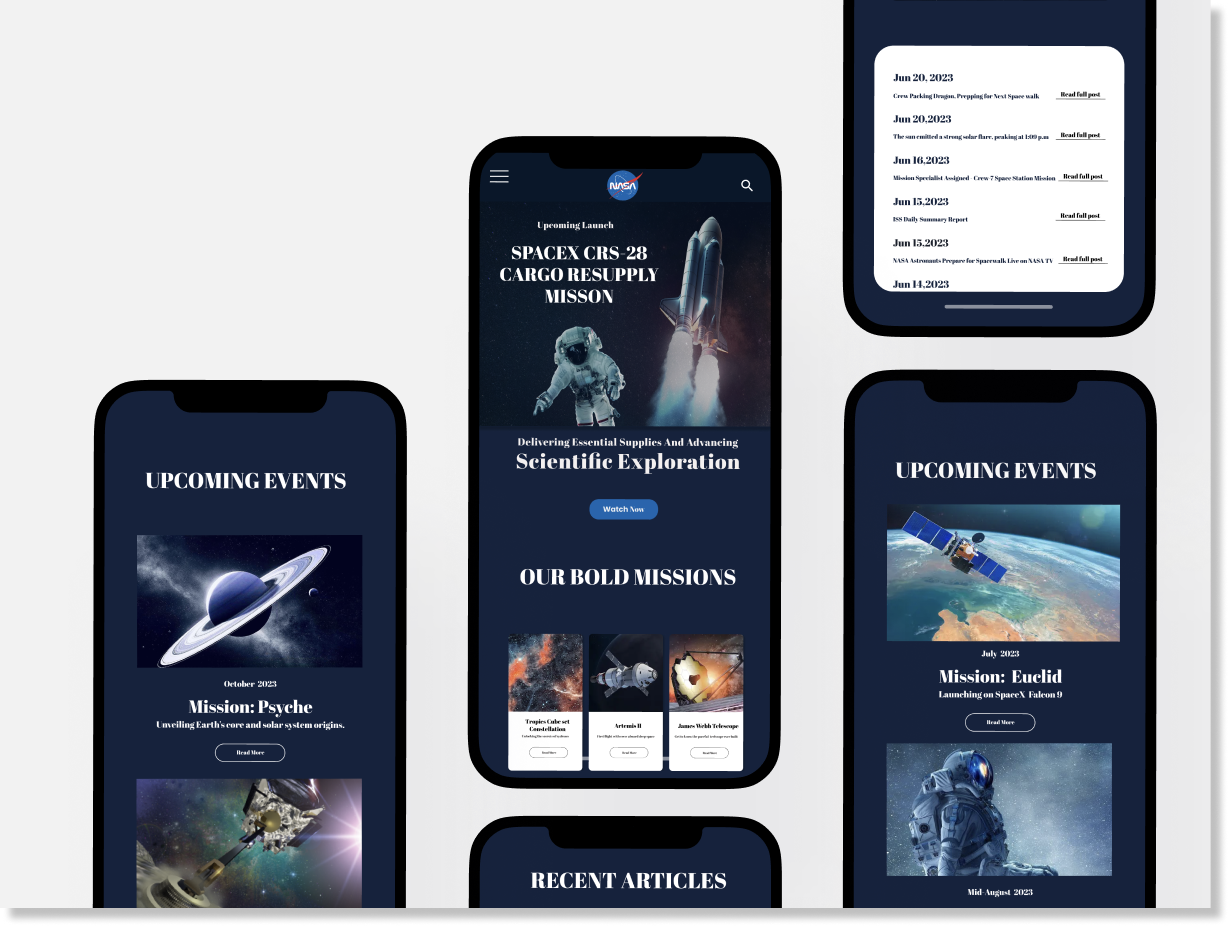 UPCOMING EVENTS
October 2023
Mission: Psyche
Unveiling Earth's core and solar system origins.
Read More
NASA
Upcoming Launch
SPACEX CRS-28
CARGO RESUPPLY
MISSON
Delivering Essential Supplies And Advancing
Scientific Exploration
Watch Now
OUR BOLD MISSIONS
Tropics Cube set
Constellation
Read More
Artemis II
Read More
James Webb Telescope
Read More
RECENT ARTICLES
Jun 20, 2023
Crew Packing Dragon, Prepping for Next Space walk
Read full post
Jun 20,2023
The sun emitted a strong solar flare, peaking at 1:09 p.m
Read full post
Jun 16,2023
Mission Specialist Assigned - Crew 7 Space Station Mission
Read full post
Jun 15,2023
ISS Daily Summary Report
Read full post
Jun 15,2023
NASA Astronauts Prepare for Spacewalk Live on NASA TV
Read full post
Jun 14,2023
UPCOMING EVENTS
July 2023
Mission: Euclid
Launching on SpaceX Falcon 9
Read More
Mid-August 2023